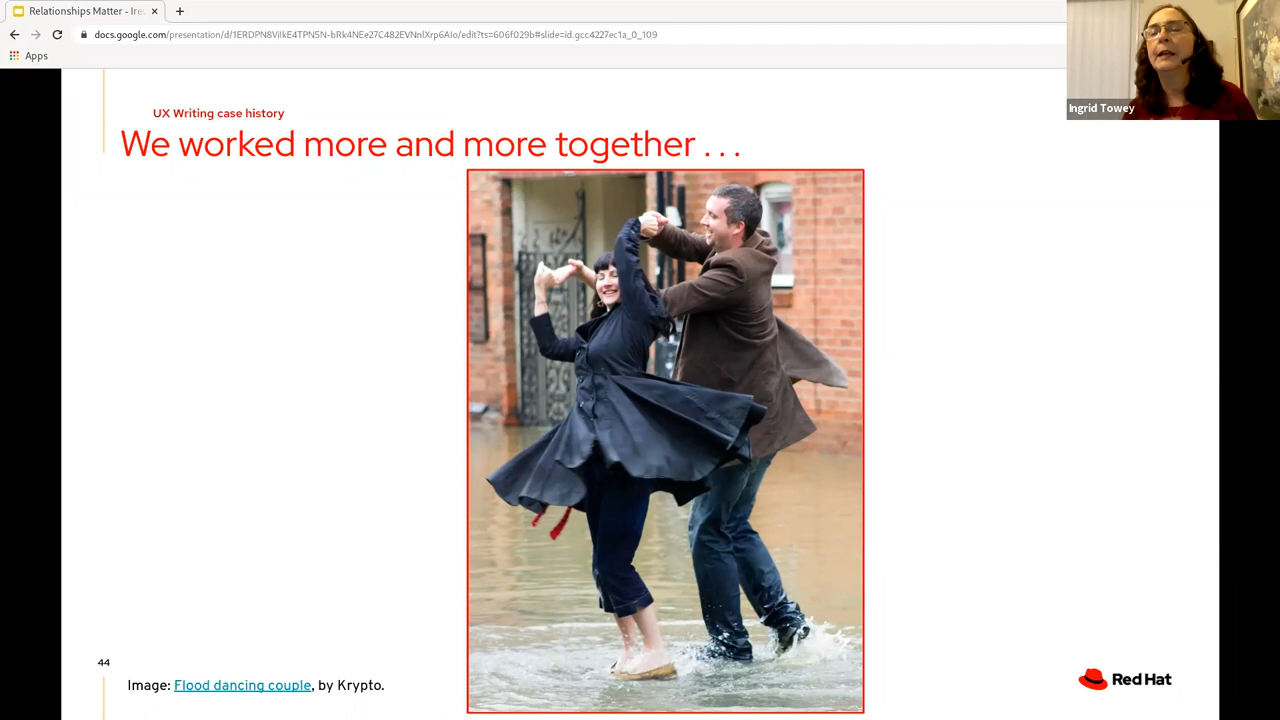 Relationships Matter - Ire
docs.google.com/presentation/d/1ERDPN8ViIkE4TPN5N-bRk4NEe27C482EVNnlXrp6AIo/edit?ts=606f029b#slide=id.gcc4227ec1a_0_109
Apps
Ingrid Towey
UX Writing case history
We worked more and more together . . .
44
Image: Flood dancing couple, by Krypto.
Red Hat